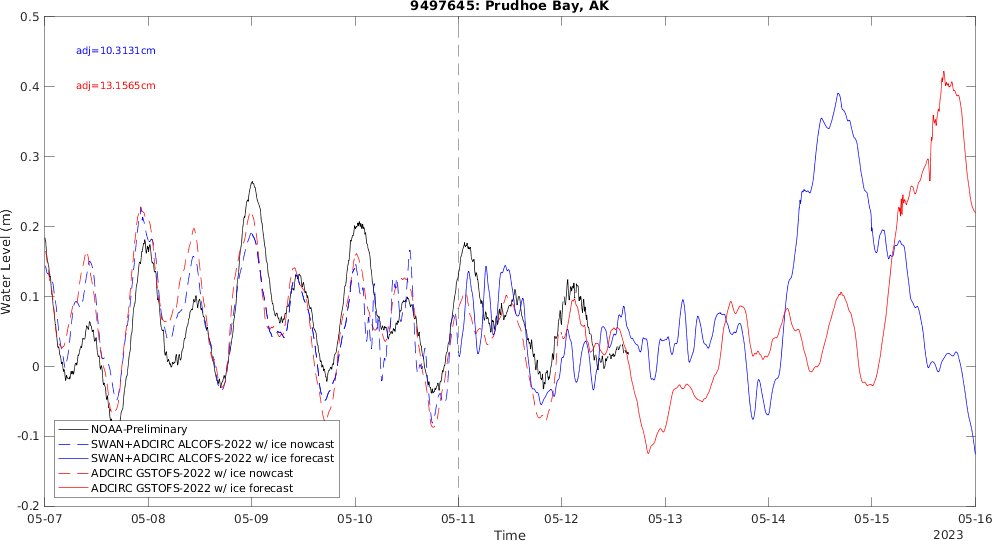 9497645: Prudhoe Bay, AK
0.5
adj=10.3131cm
0.4
adj=13.1565cm
0.3
0.2
Water Level (m)
0.1
0
-0.1
NOAA-Preliminary
SWAN+ADCIRC ALCOFS-2022 w/ ice nowcast
SWAN+ADCIRC ALCOFS-2022 w/ ice forecast
ADCIRC GSTOFS-2022 w/ ice nowcast
ADCIRC GSTOFS-2022 w/ ice forecast
-0.2
05-07 05-08 05-09 05-10 05-11 05-12 05-13 05-14 05-15 05-16
Time
2023